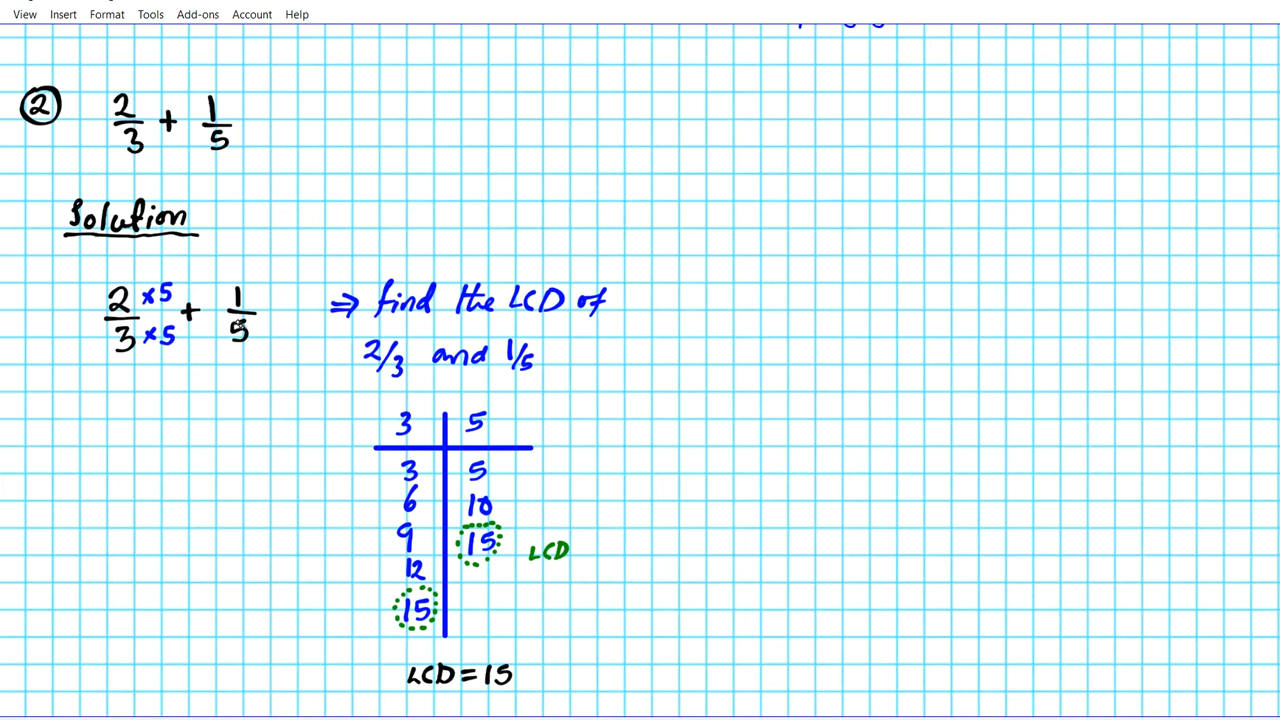 View Insert Format Tools Add-ons Account Help
② 2/3 + 1/5
Solution
2×5/3×5 + 1/5 ⇒ find the LCD of
2/3 and 1/5
3 5
3 5
6 10
9 15 LCD
12
15
LCD = 15